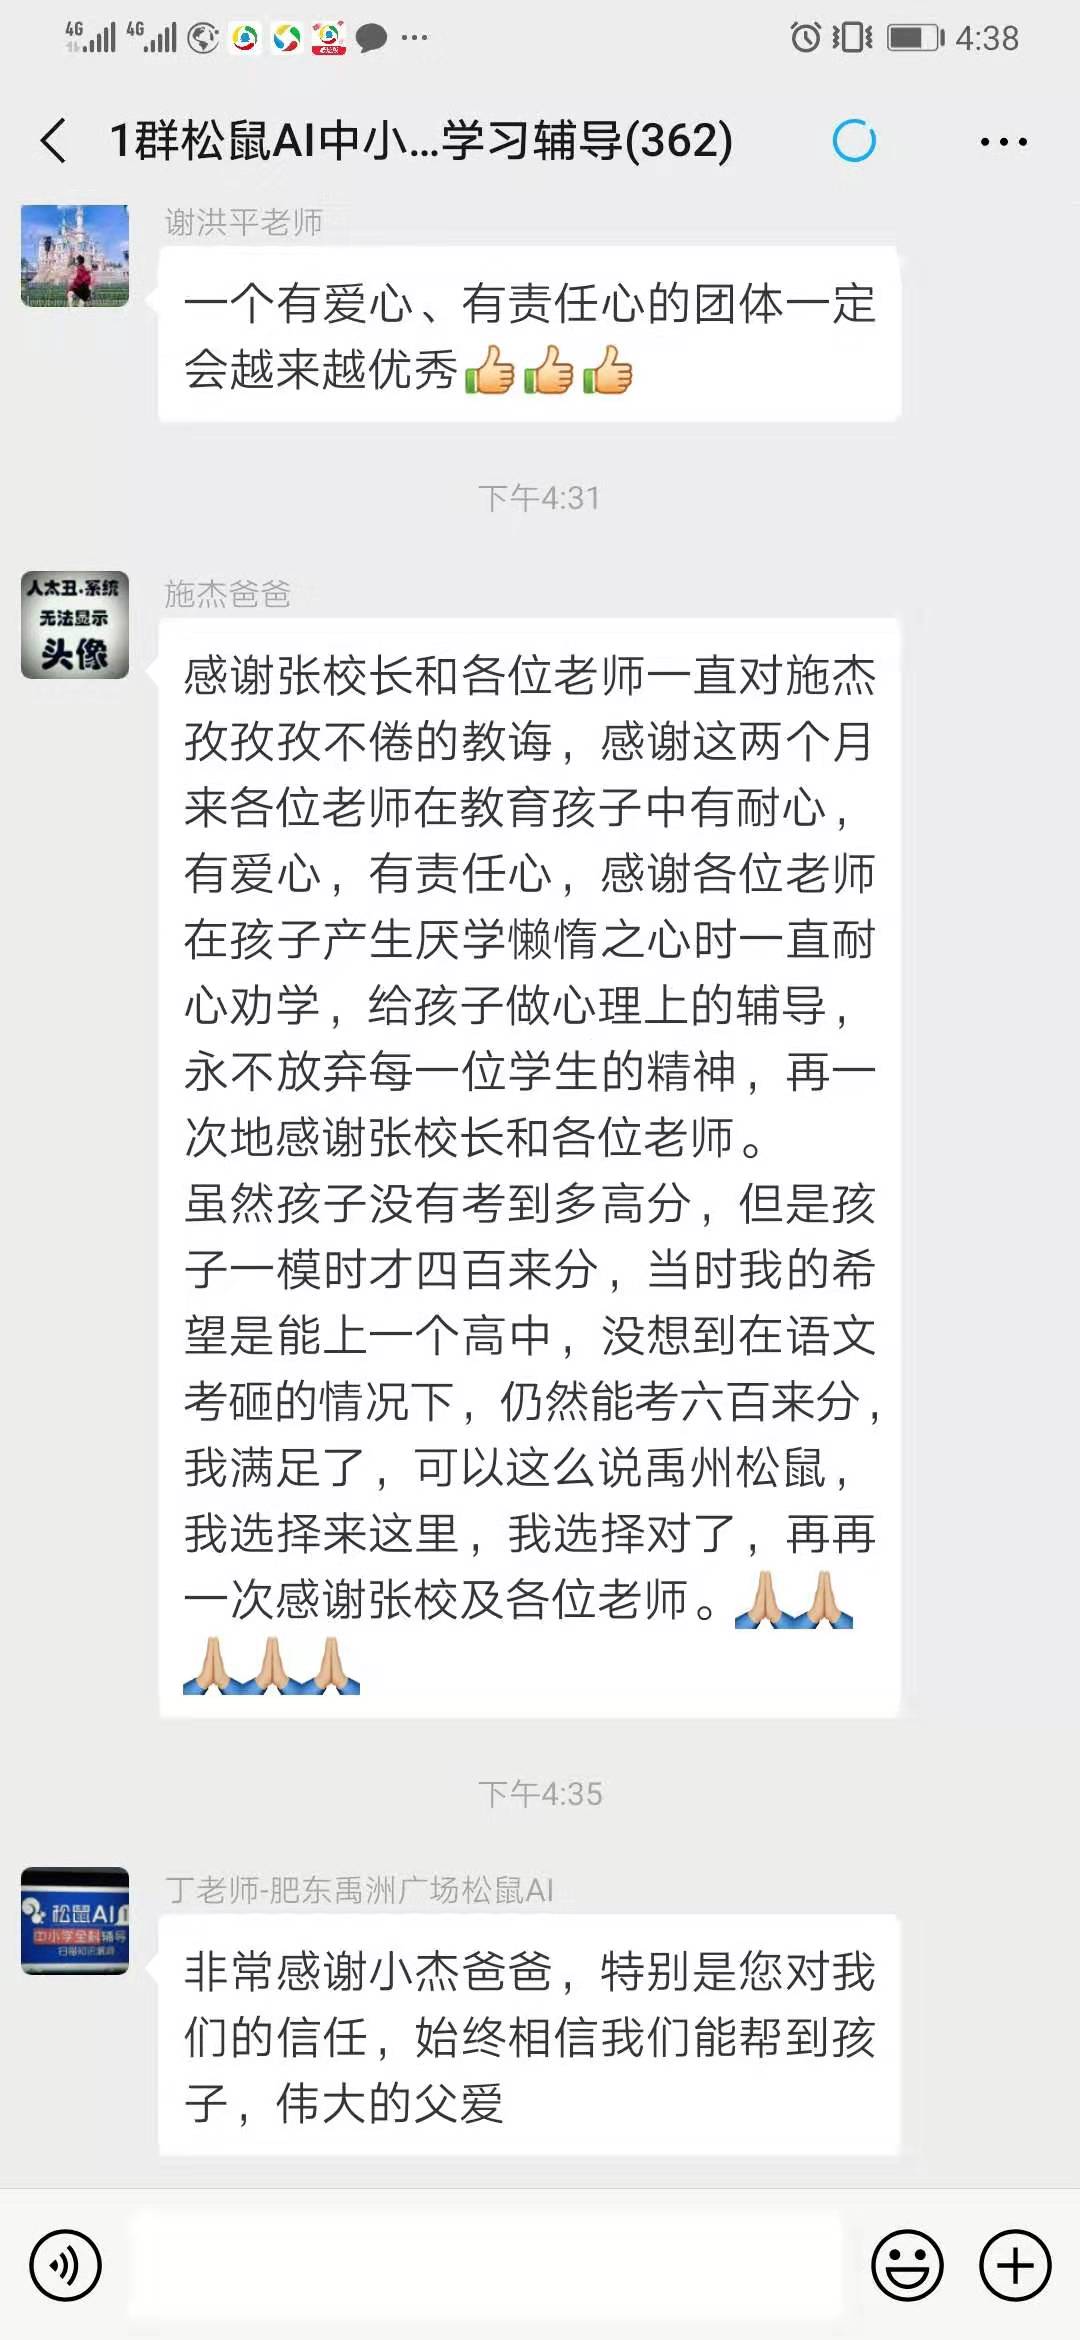 4G 4G 4:38
1群松鼠AI中小...学习辅导(362)
谢洪平老师
一个有爱心、有责任心的团体一定
会越来越优秀👍👍👍
下午4:31
人太丑.系统
无法显示
头像
施杰爸爸
感谢张校长和各位老师一直对施杰
孜孜孜不倦的教诲，感谢这两个月
来各位老师在教育孩子中有耐心，
有爱心，有责任心，感谢各位老师
在孩子产生厌学懒惰之心时一直耐
心劝学，给孩子做心理上的辅导，
永不放弃每一位学生的精神，再一
次地感谢张校长和各位老师。
虽然孩子没有考到多高分，但是孩
子一模时才四百来分，当时我的希
望是能上一个高中，没想到在语文
考砸的情况下，仍然能考六百来分，
我满足了，可以这么说禹州松鼠，
我选择来这里，我选择对了，再再
一次感谢张校及各位老师。🙏🙏
🙏🙏🙏
下午4:35
丁老师-肥东禹洲广场松鼠AI
松鼠AI
中小学全科辅导
非常感谢小杰爸爸，特别是您对我
们的信任，始终相信我们能帮到孩
子，伟大的父爱